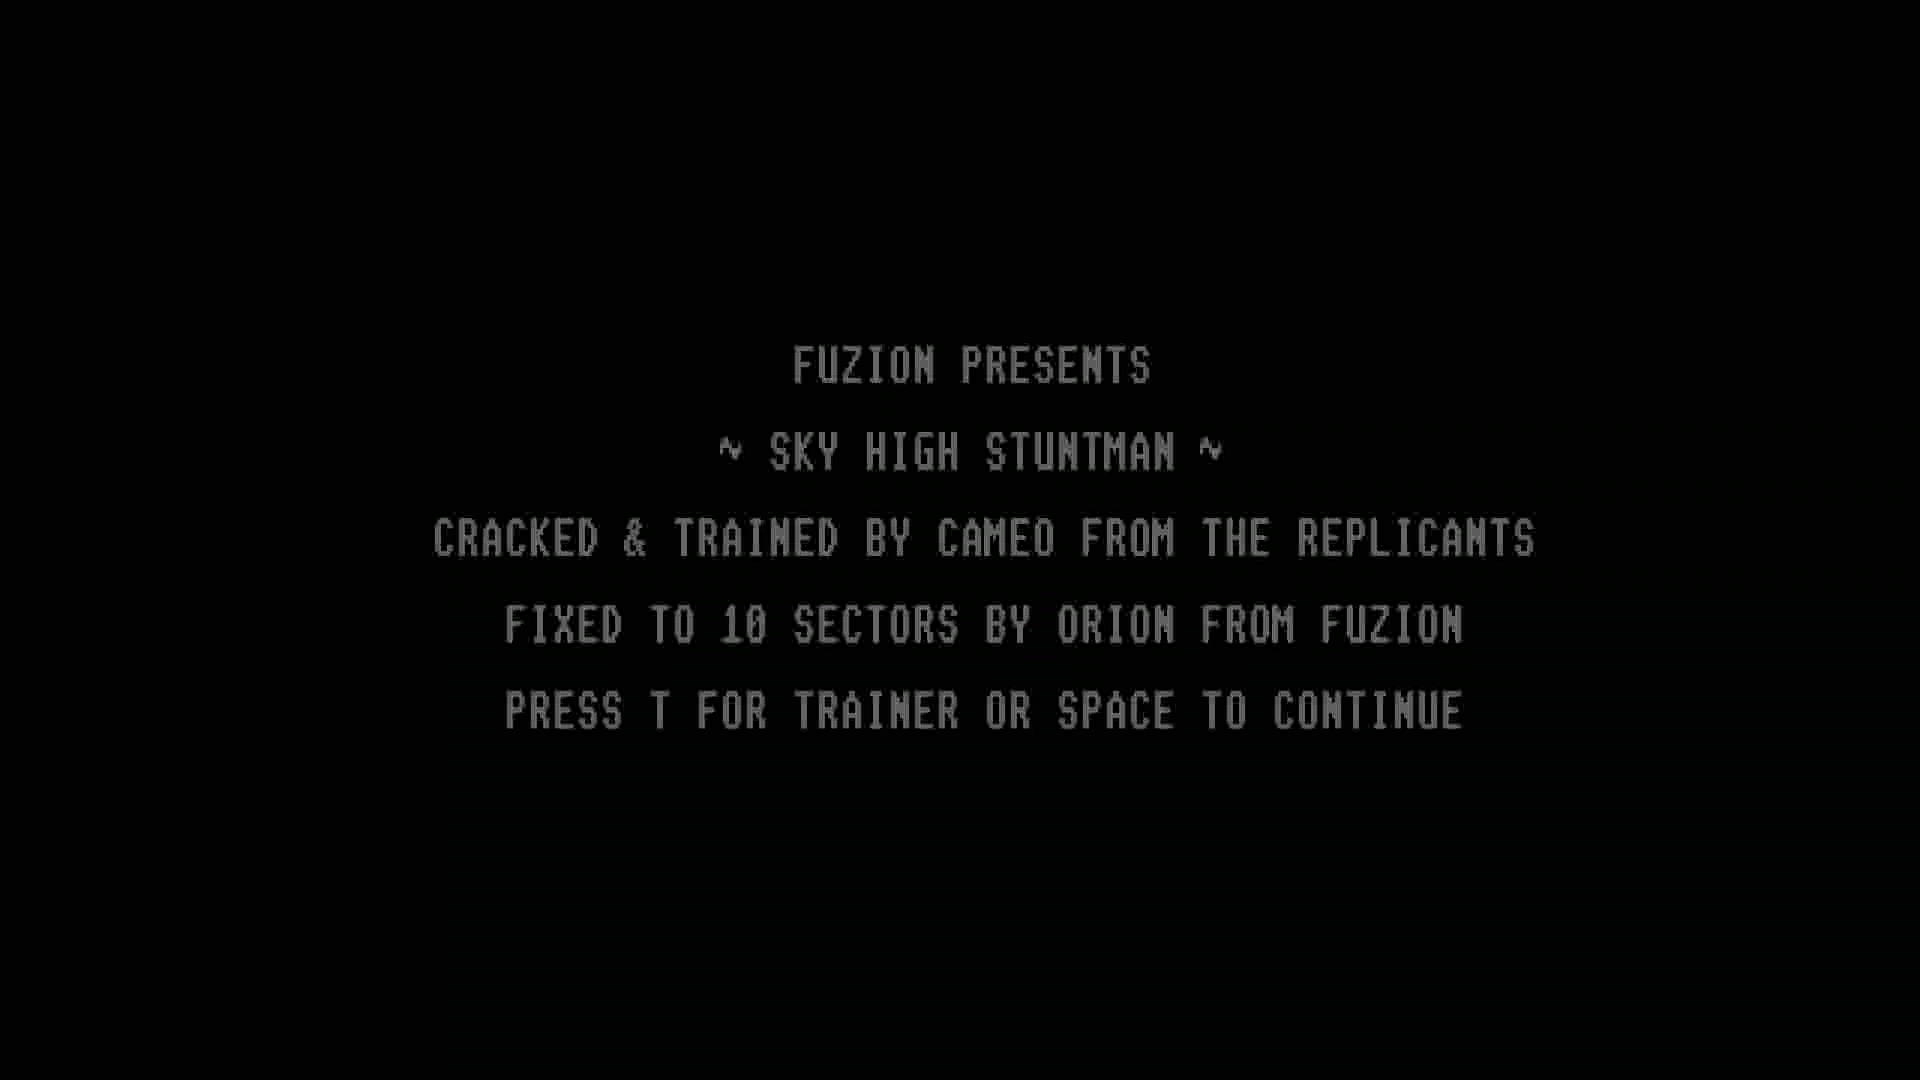 FUZION PRESENTS
~ SKY HIGH STUNTMAN ~
CRACKED & TRAINED BY CAMEO FROM THE REPLICANTS
FIXED TO 10 SECTORS BY ORION FROM FUZION
PRESS T FOR TRAINER OR SPACE TO CONTINUE